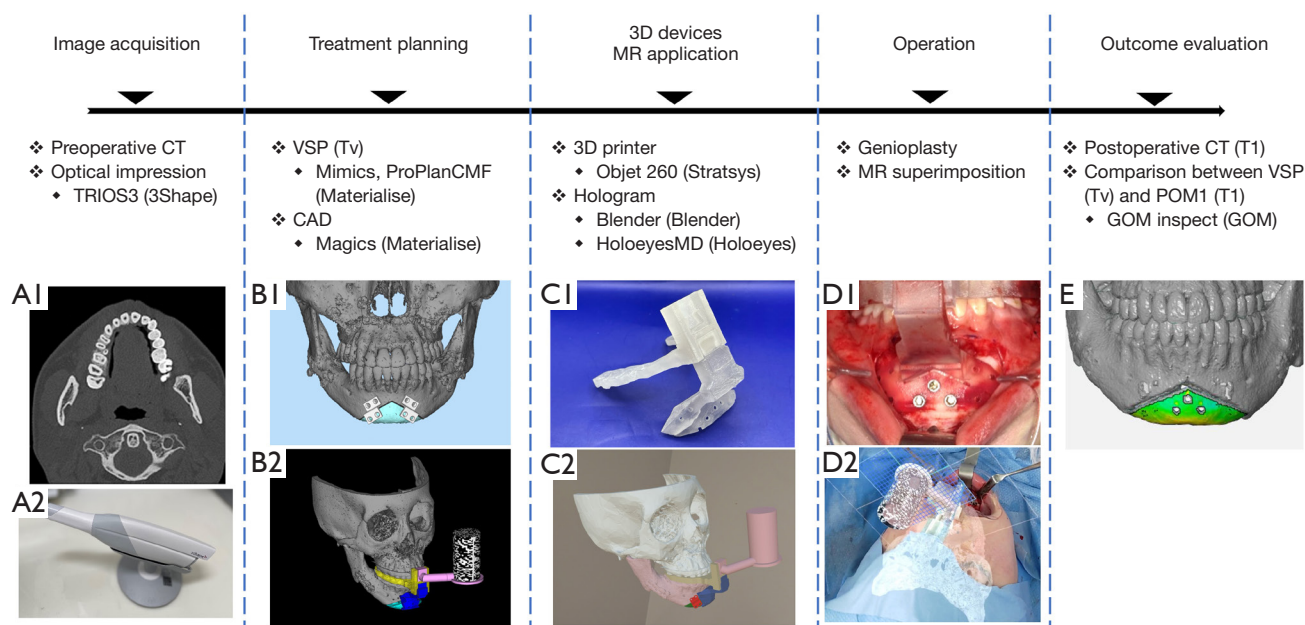 Image acquisition
Treatment planning
3D devices
MR application
Operation
Outcome evaluation
❖ Preoperative CT
❖ Optical impression
◆ TRIOS3 (3Shape)
❖ VSP (Tv)
◆ Mimics, ProPlanCMF
(Materialise)
❖ CAD
◆ Magics (Materialise)
❖ 3D printer
◆ Objet 260 (Stratsys)
❖ Hologram
◆ Blender (Blender)
◆ HoloeyesMD (Holoeyes)
❖ Genioplasty
❖ MR superimposition
❖ Postoperative CT (T1)
❖ Comparison between VSP
(Tv) and POM1 (T1)
◆ GOM inspect (GOM)
A1
B1
C1
D1
E
A2
B2
C2
D2